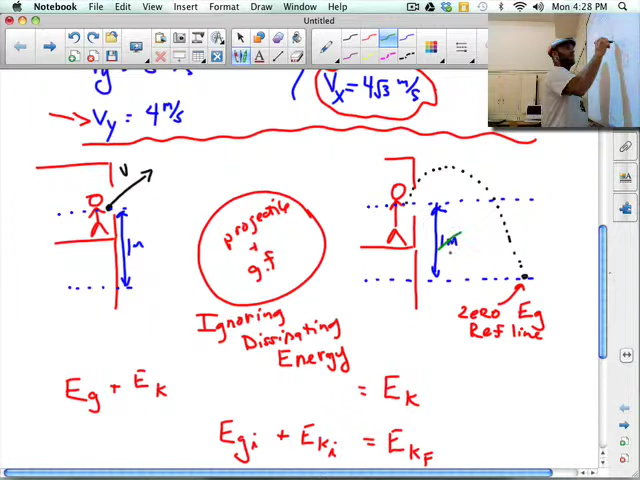 Notebook File Edit View Insert Format Tools Window Help Mon 4:28 PM
Untitled
Vx = 4√3 m/s
Vy = 4 m/s
V
projectile
+
g.f
1m
1m
Zero Eg
Ref line
Ignoring
Dissipating
Energy
Eg + Ek = Ek
Egi + Eki = EkF